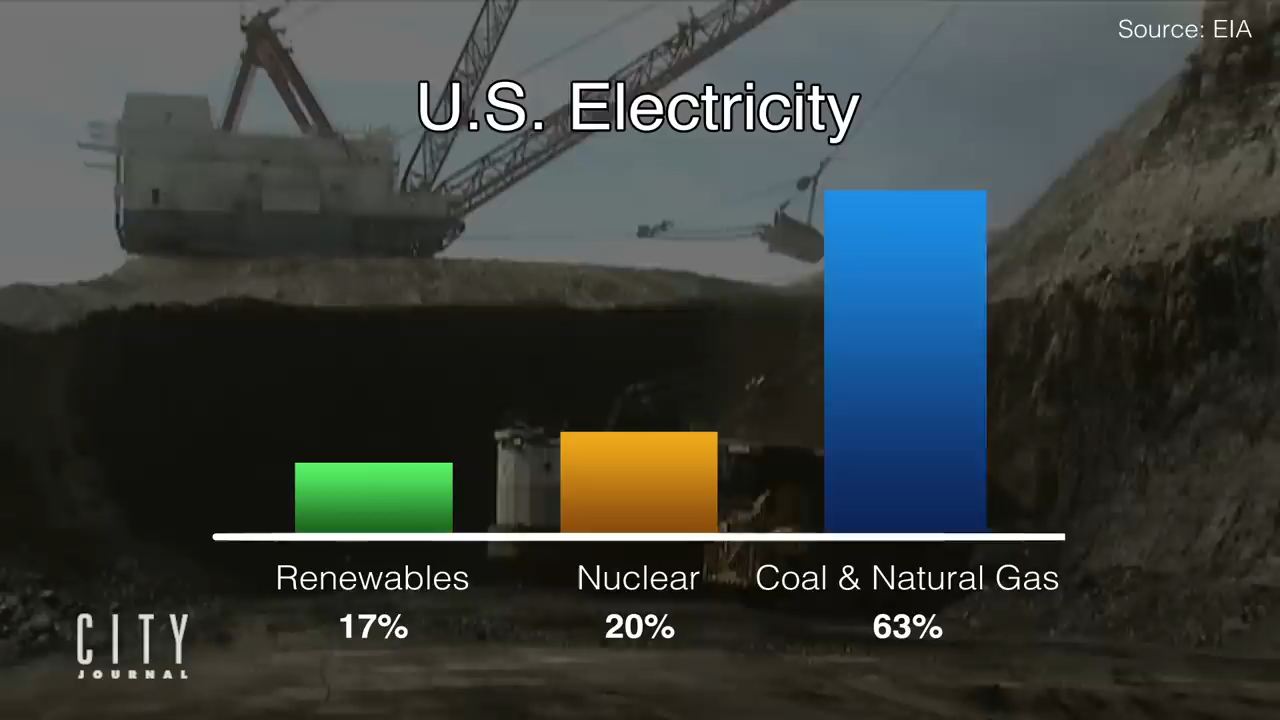 Source: EIA
U.S. Electricity
Renewables Nuclear Coal & Natural Gas
17% 20% 63%
CITY
JOURNAL